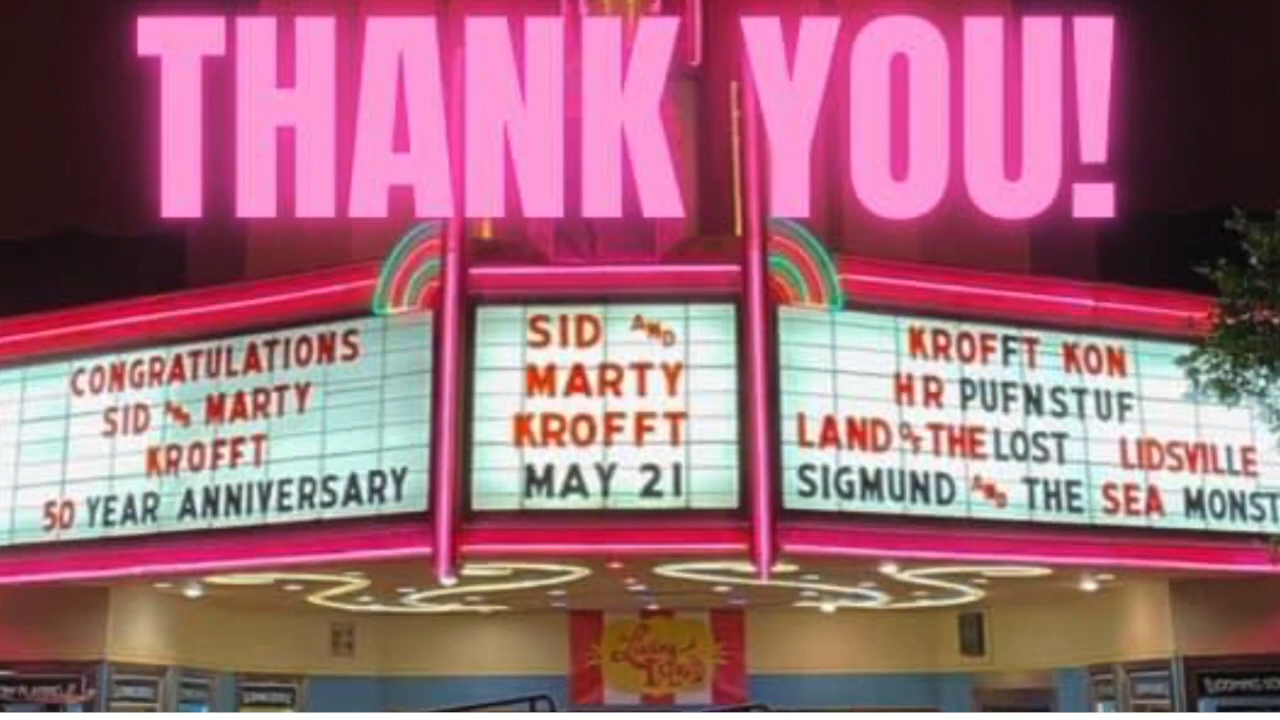 THANK YOU!
CONGRATULATIONS
SID AND MARTY
KROFFT
50 YEAR ANNIVERSARY
SID AND
MARTY
KROFFT
MAY 21
KROFFT KON
HR PUFNSTUF
LAND OF THE LOST LIDSVILLE
SIGMUND AND THE SEA MONST